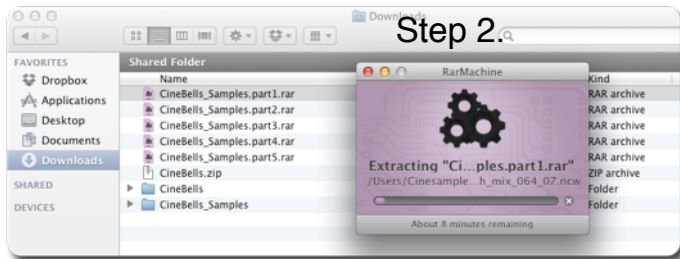 Downloads
Step 2.
FAVORITES
Dropbox
Applications
Desktop
Documents
Downloads
SHARED
DEVICES
Shared Folder
Name
Kind
CineBells_Samples.part1.rar
RAR archive
CineBells_Samples.part2.rar
RAR archive
CineBells_Samples.part3.rar
RAR archive
CineBells_Samples.part4.rar
RAR archive
CineBells_Samples.part5.rar
RAR archive
CineBells.zip
ZIP archive
CineBells
Folder
CineBells_Samples
Folder
RarMachine
Extracting "Ci...ples.part1.rar"
/Users/Cinesample...h_mix_064_07.ncw
About 8 minutes remaining